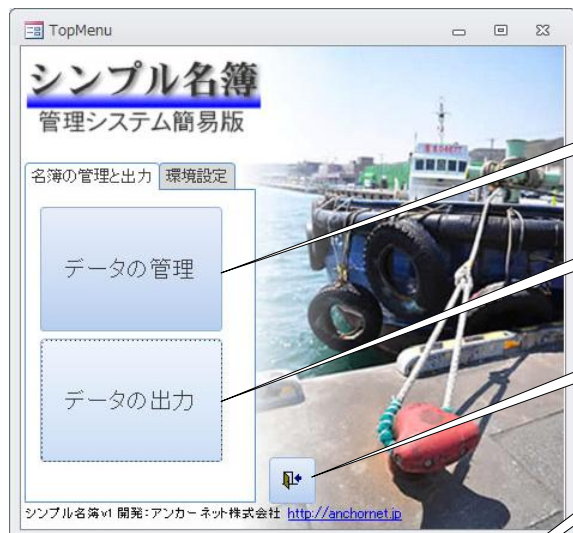 TopMenu
シンプル名簿
管理システム簡易版
名簿の管理と出力 環境設定
データの管理
データの出力
シンプル名簿v1 開発:アンカーネット株式会社 http://anchornet.jp